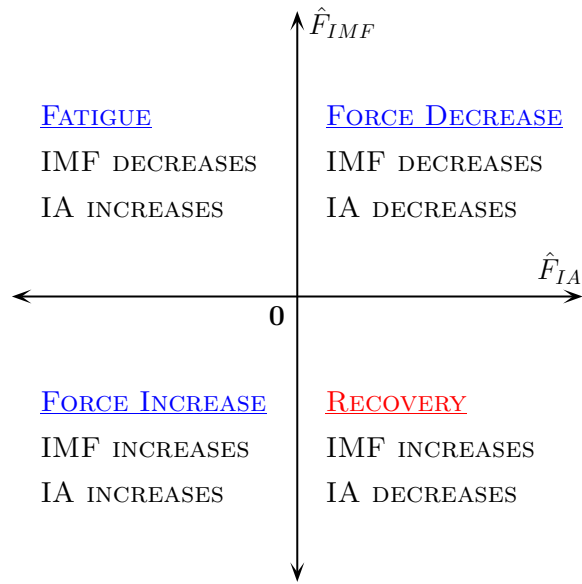 F̂_IMF
Fatigue
IMF decreases
IA increases
Force Decrease
IMF decreases
IA decreases
F̂_IA
0
Force Increase
IMF increases
IA increases
Recovery
IMF increases
IA decreases